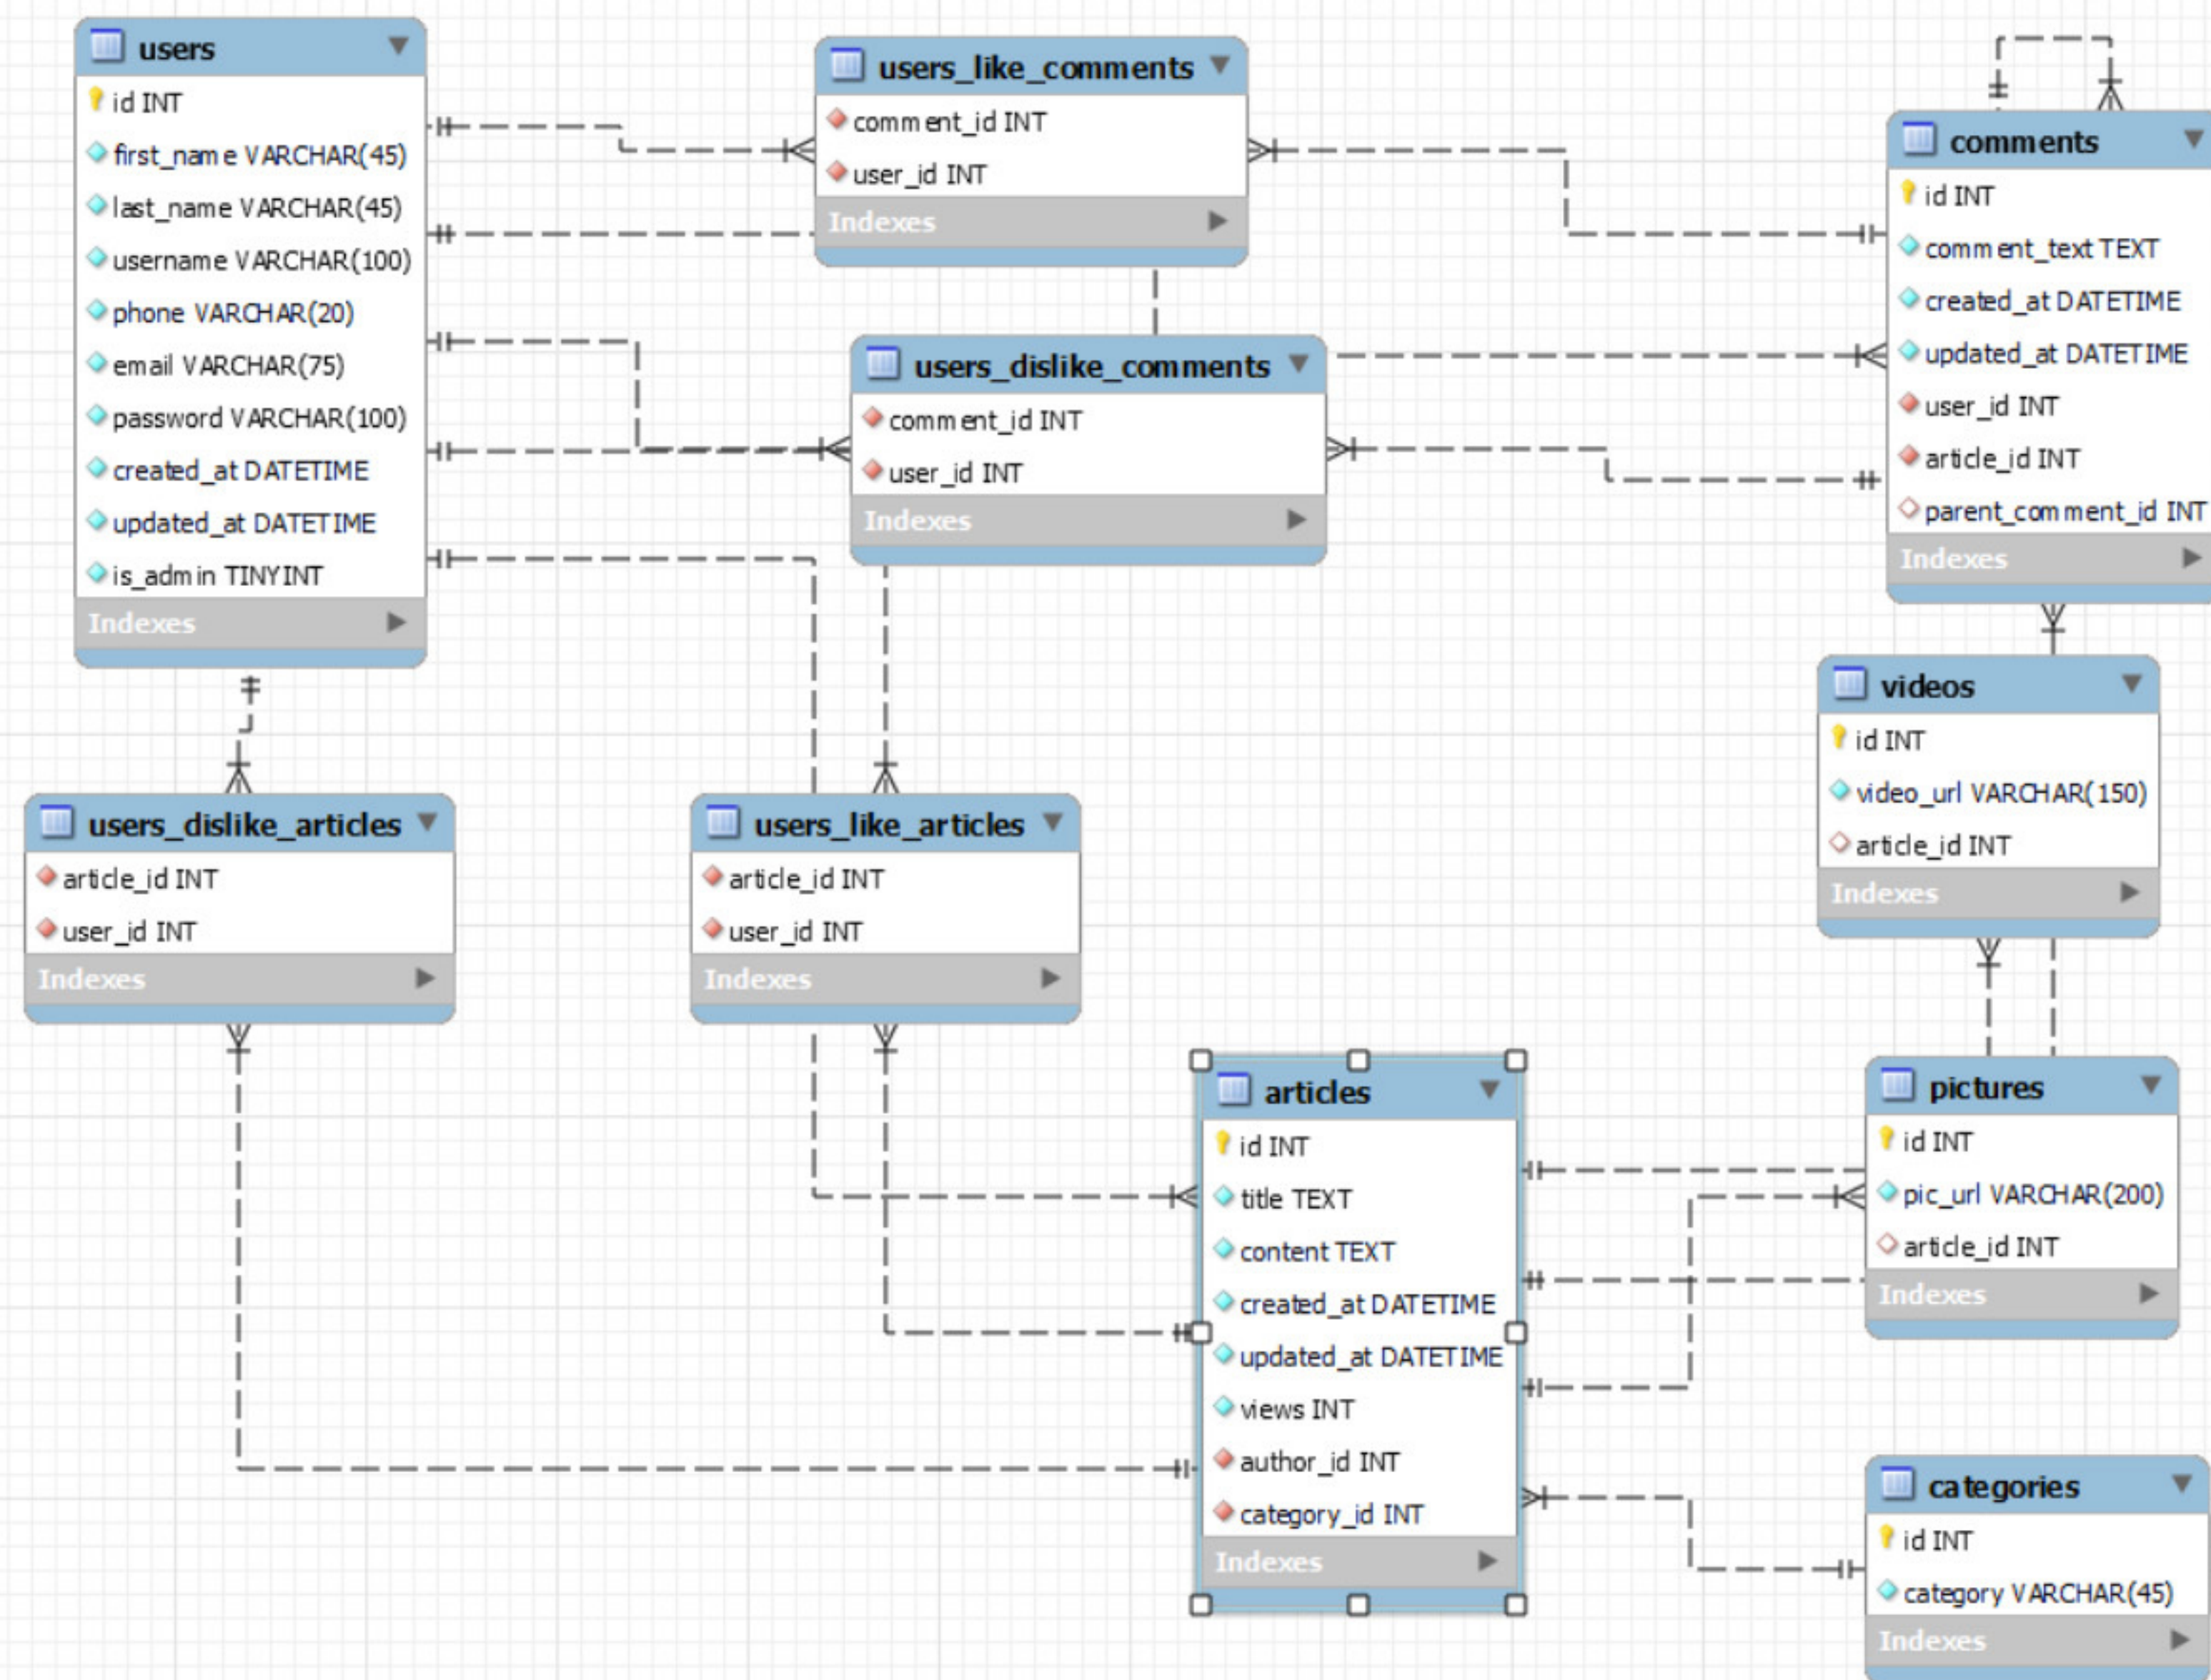 users
id INT
first_name VARCHAR(45)
last_name VARCHAR(45)
username VARCHAR(100)
phone VARCHAR(20)
email VARCHAR(75)
password VARCHAR(100)
created_at DATETIME
updated_at DATETIME
is_admin TINYINT
Indexes
users_like_comments
comment_id INT
user_id INT
Indexes
users_dislike_comments
comment_id INT
user_id INT
Indexes
comments
id INT
comment_text TEXT
created_at DATETIME
updated_at DATETIME
user_id INT
article_id INT
parent_comment_id INT
Indexes
users_dislike_articles
article_id INT
user_id INT
Indexes
users_like_articles
article_id INT
user_id INT
Indexes
videos
id INT
video_url VARCHAR(150)
article_id INT
Indexes
articles
id INT
title TEXT
content TEXT
created_at DATETIME
updated_at DATETIME
views INT
author_id INT
category_id INT
Indexes
pictures
id INT
pic_url VARCHAR(200)
article_id INT
Indexes
categories
id INT
category VARCHAR(45)
Indexes